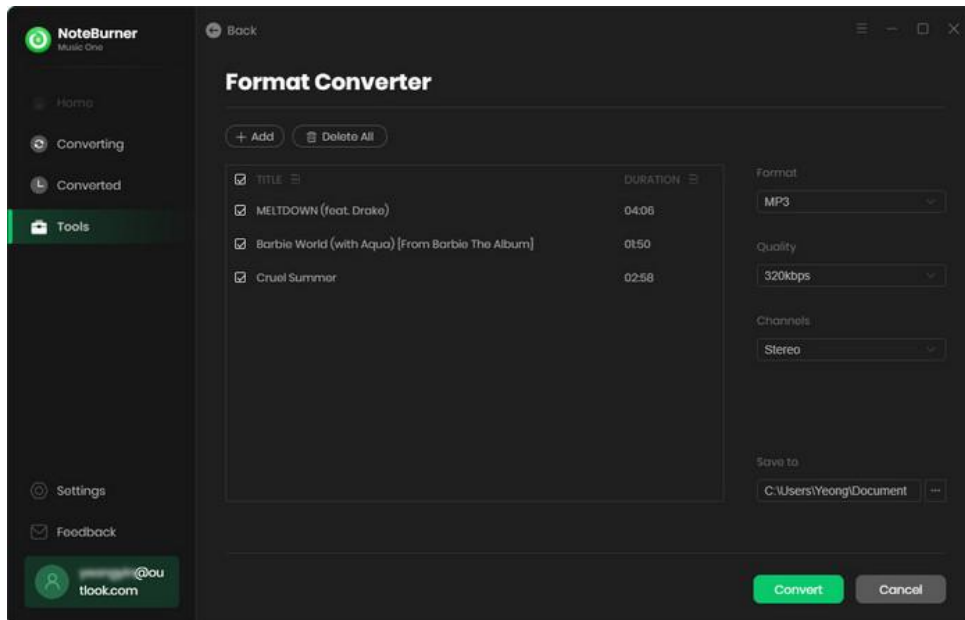 NoteBurner
Music One
Back
Home
Converting
Converted
Tools
Settings
Feedback
@ou
tlook.com
Format Converter
+ Add
Delete All
TITLE
DURATION
MELTDOWN (feat. Drake)
04:06
Barbie World (with Aqua) [From Barbie The Album]
01:50
Cruel Summer
02:58
Format
MP3
Quality
320kbps
Channels
Stereo
Save to
C:\Users\Yeong\Document
...
Convert
Cancel